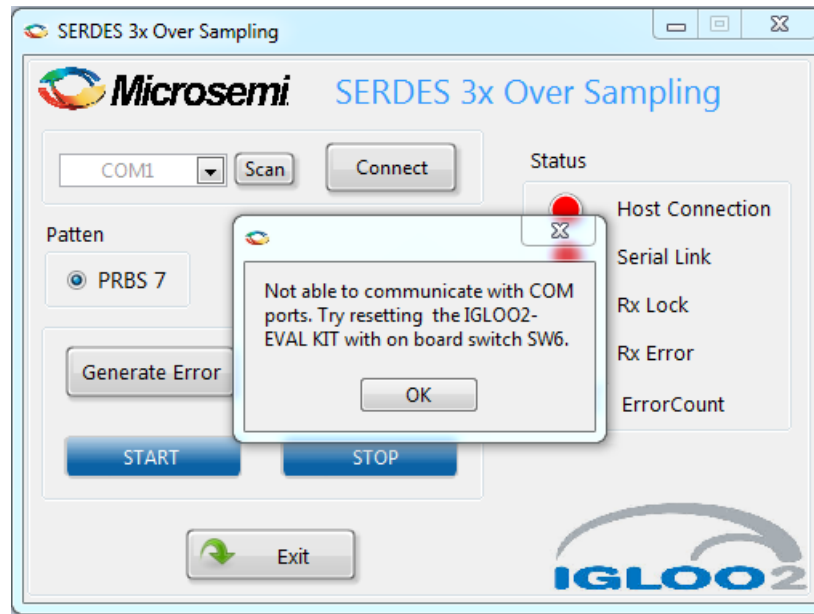 SERDES 3x Over Sampling
Microsemi SERDES 3x Over Sampling
COM1 Scan Connect
Status
Host Connection
Serial Link
Rx Lock
Rx Error
ErrorCount
Patten
PRBS 7
Not able to communicate with COM
ports. Try resetting  the IGLOO2-
EVAL KIT with on board switch SW6.
OK
Generate Error
START STOP
Exit
IGLOO2